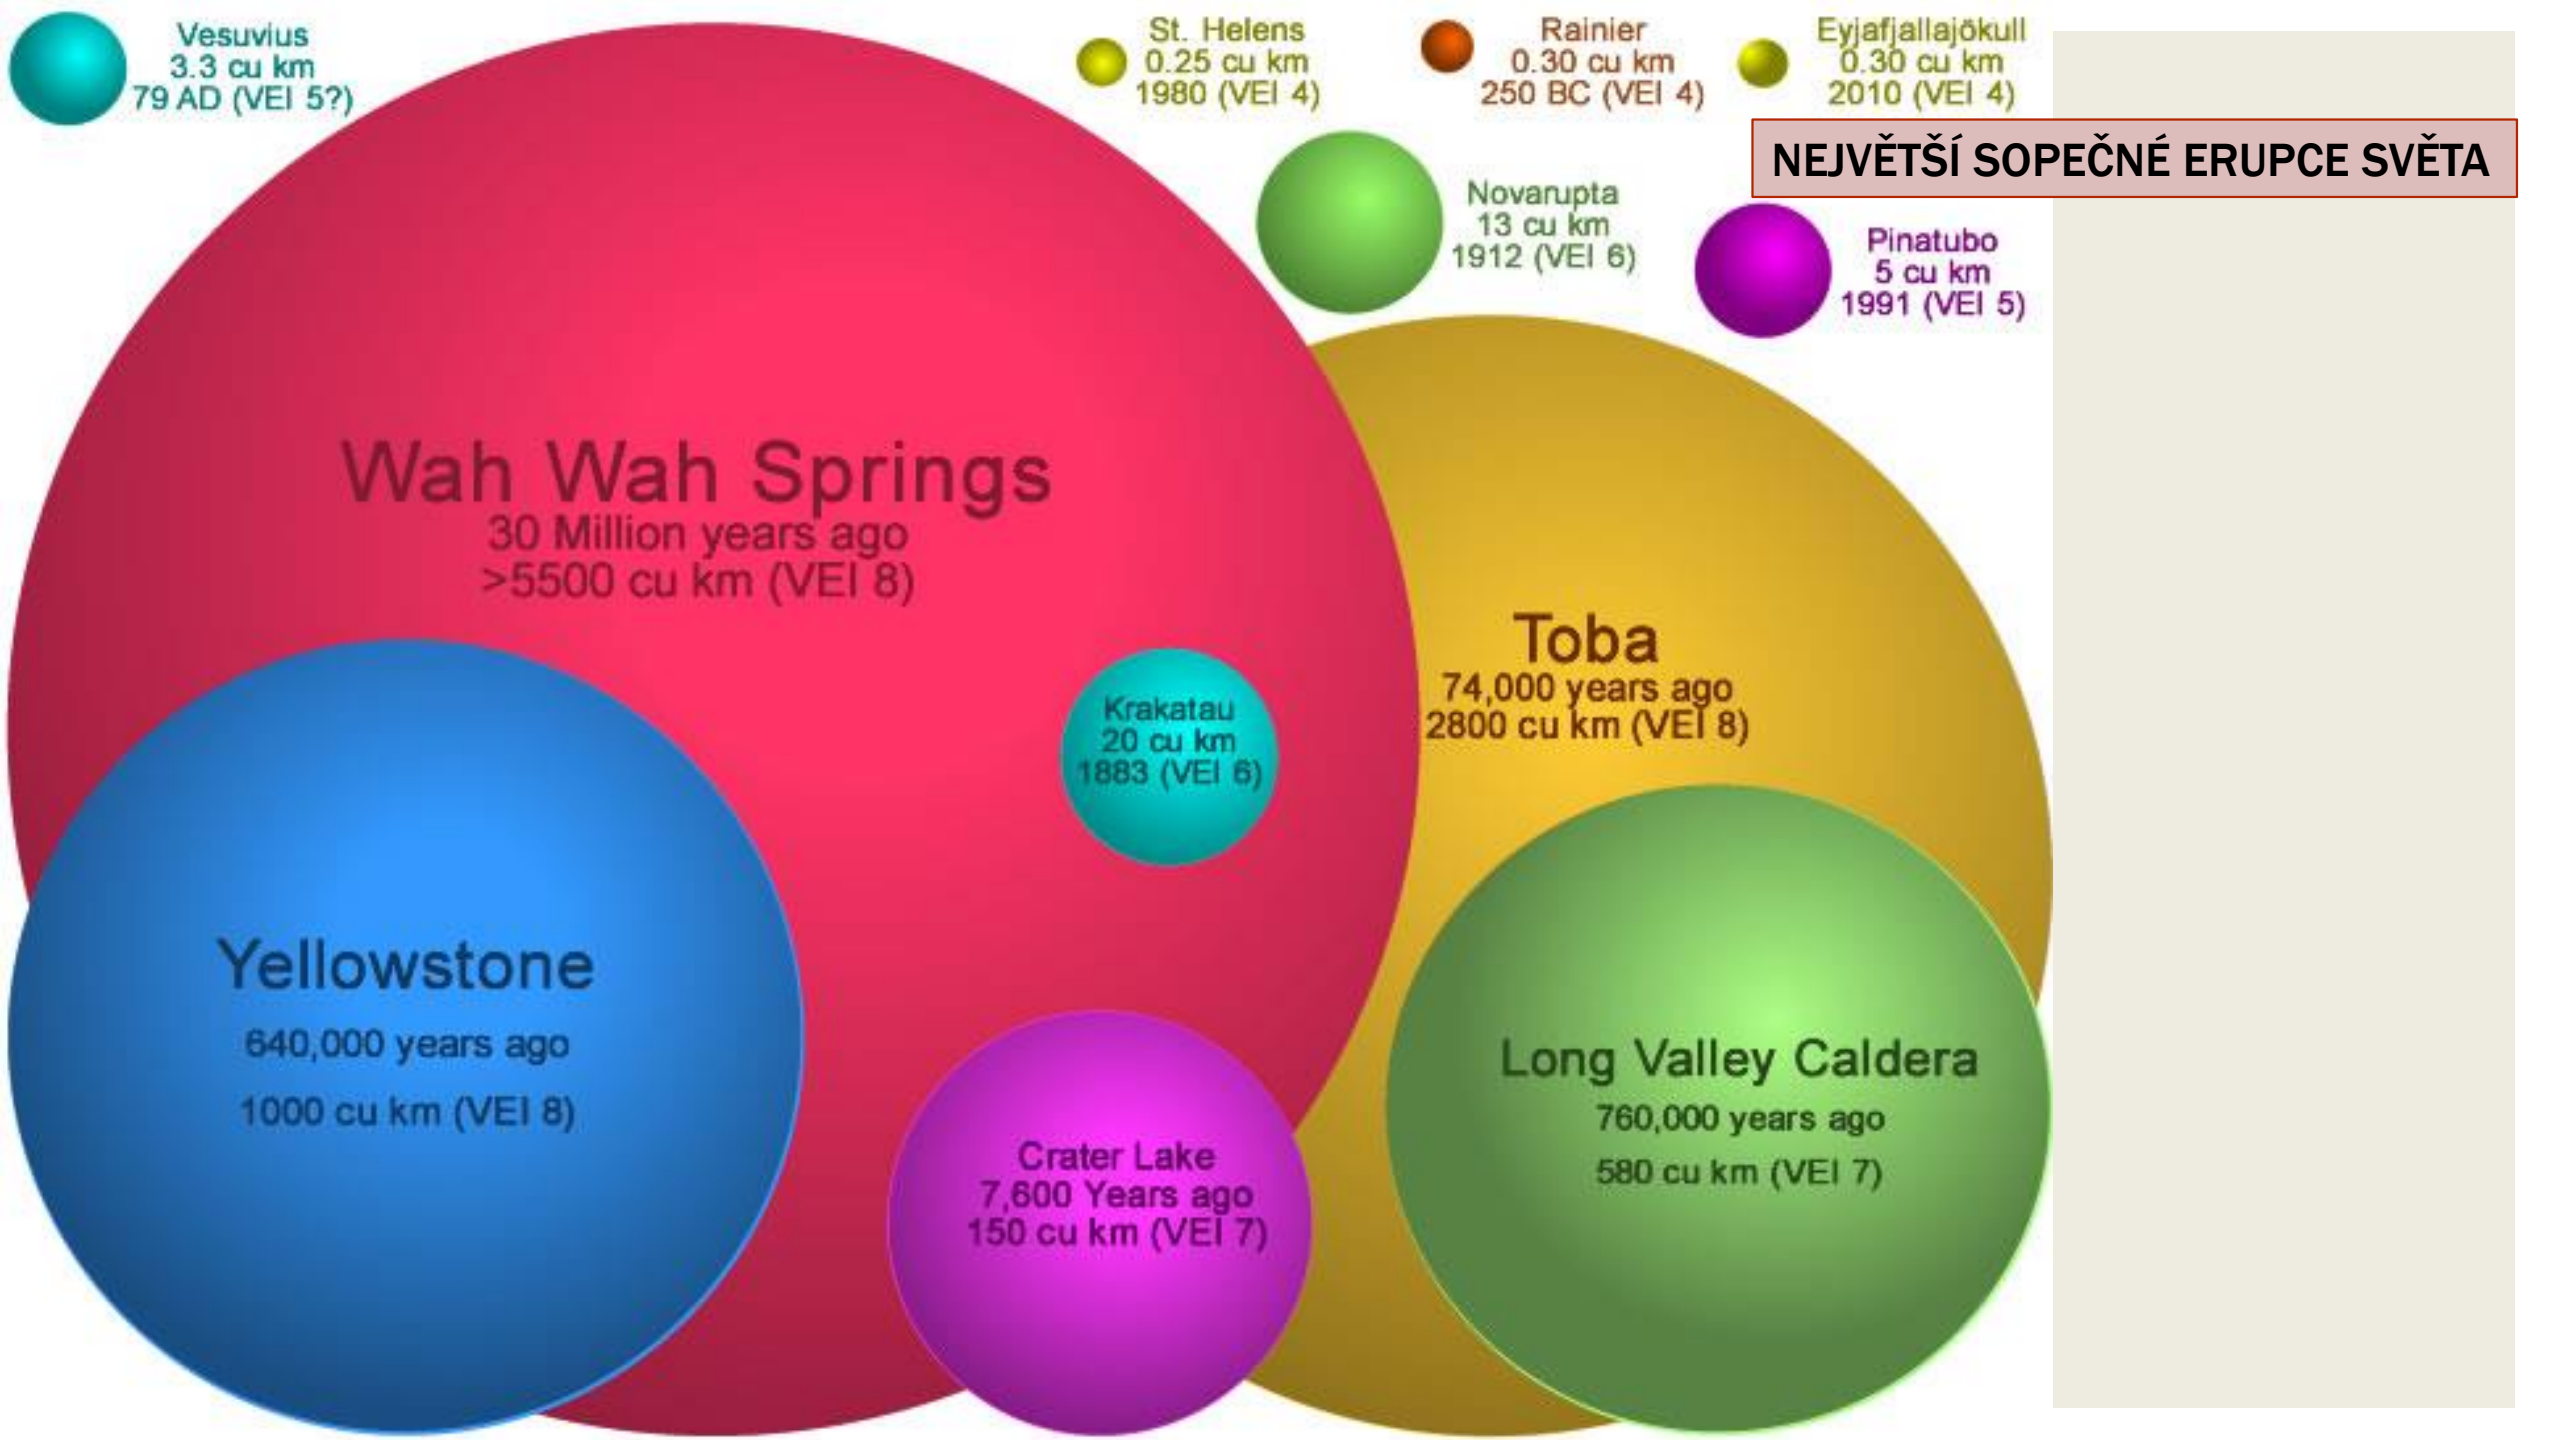 Vesuvius
3.3 cu km
79 AD (VEI 5?)
St. Helens
0.25 cu km
1980 (VEI 4)
Rainier
0.30 cu km
250 BC (VEI 4)
Eyjafjallajökull
0.30 cu km
2010 (VEI 4)
NEJVĚTŠÍ SOPEČNÉ ERUPCE SVĚTA
Novarupta
13 cu km
1912 (VEI 6)
Pinatubo
5 cu km
1991 (VEI 5)
Wah Wah Springs
30 Million years ago
>5500 cu km (VEI 8)
Toba
74,000 years ago
2800 cu km (VEI 8)
Krakatau
20 cu km
1883 (VEI 6)
Yellowstone
640,000 years ago
1000 cu km (VEI 8)
Long Valley Caldera
760,000 years ago
580 cu km (VEI 7)
Crater Lake
7,600 Years ago
150 cu km (VEI 7)